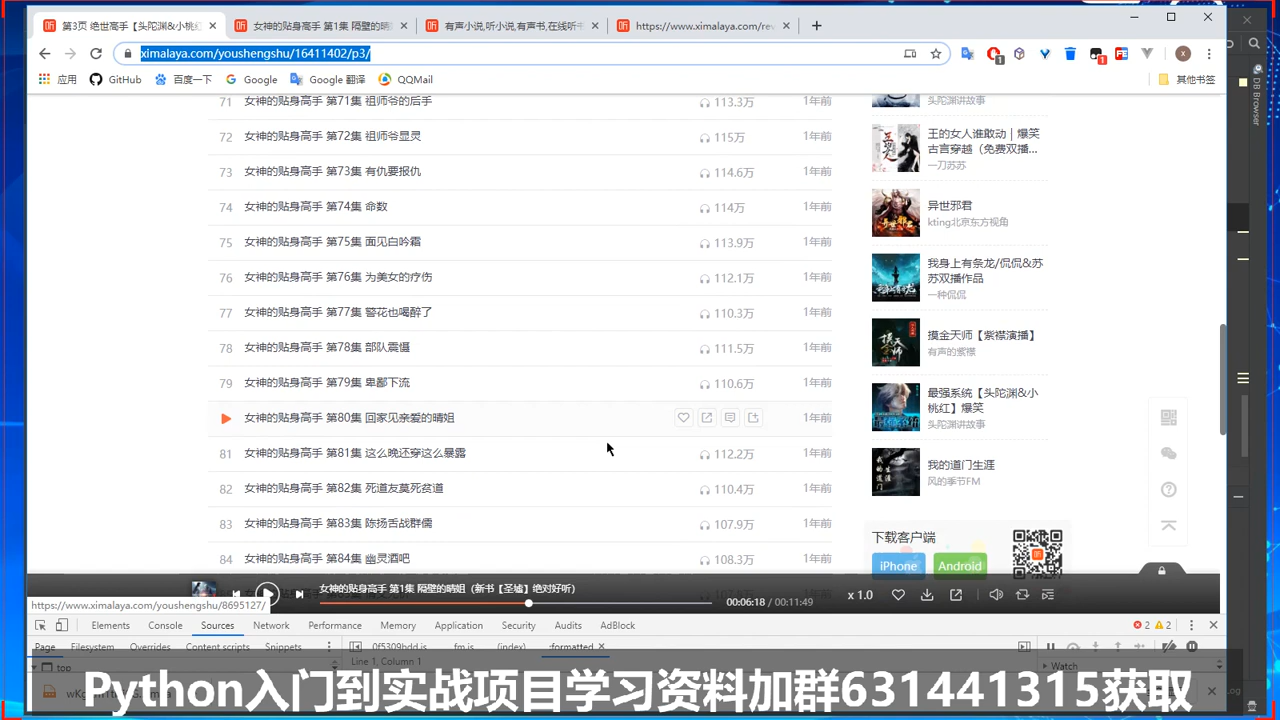 第3页 绝世高手【头陀渊&小桃红
女神的贴身高手 第1集 隔壁的晴
有声小说,听小说,有声书,在线听书
https://www.ximalaya.com/rev
ximalaya.com/youshengshu/16411402/p3/
应用 GitHub 百度一下 Google Google 翻译 QQMail 其他书签
DB Browser
71 女神的贴身高手 第71集 祖师爷的后手 113.3万 1年前
72 女神的贴身高手 第72集 祖师爷显灵 115万 1年前
73 女神的贴身高手 第73集 有仇要报仇 114.6万 1年前
74 女神的贴身高手 第74集 命数 114万 1年前
75 女神的贴身高手 第75集 面见白吟霜 113.9万 1年前
76 女神的贴身高手 第76集 为美女的疗伤 112.1万 1年前
77 女神的贴身高手 第77集 警花也喝醉了 110.3万 1年前
78 女神的贴身高手 第78集 部队震慑 111.5万 1年前
79 女神的贴身高手 第79集 卑鄙下流 110.6万 1年前
女神的贴身高手 第80集 回家见亲爱的晴姐 1年前
81 女神的贴身高手 第81集 这么晚还穿这么暴露 112.2万 1年前
82 女神的贴身高手 第82集 死道友莫死贫道 110.4万 1年前
83 女神的贴身高手 第83集 陈扬舌战群儒 107.9万 1年前
84 女神的贴身高手 第84集 幽灵酒吧 108.3万 1年前
头陀渊讲故事
王的女人谁敢动｜爆笑
古言穿越（免费双播...
一刀苏苏
异世邪君
kting北京东方视角
我身上有条龙/侃侃&苏
苏双播作品
一种侃侃
摸金天师【紫襟演播】
有声的紫襟
最强系统【头陀渊&小
桃红】爆笑
头陀渊讲故事
我的道门生涯
风的季节FM
下载客户端
iPhone Android
女神的贴身高手 第1集 隔壁的晴姐（新书【圣墟】绝对好听）
00:06:18 / 00:11:49 x 1.0
https://www.ximalaya.com/youshengshu/8695127/
Elements Console Sources Network Performance Memory Application Security Audits AdBlock 2 2
Page Filesystem Overrides Content scripts Snippets 0f5309bdd.js fm.js (index) :formatted
top Line 1, Column 1 Watch
Python入门到实战项目学习资料加群631441315获取